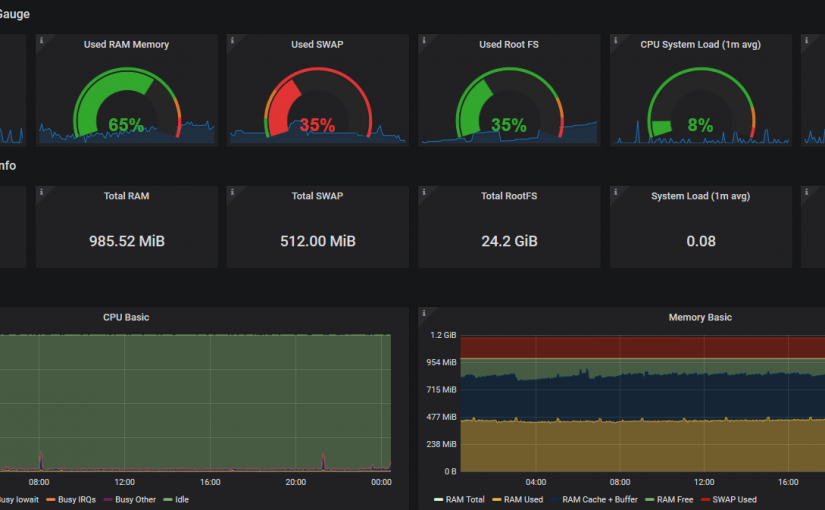 Gauge
Used RAM Memory
Used SWAP
Used Root FS
CPU System Load (1m avg)
65%
35%
35%
8%
nfo
Total RAM
Total SWAP
Total RootFS
System Load (1m avg)
985.52 MiB
512.00 MiB
24.2 GiB
0.08
CPU Basic
08:00 12:00 16:00 20:00 00:00
Busy Iowait Busy IRQs Busy Other Idle
Memory Basic
1.2 GiB
954 MiB
715 MiB
477 MiB
238 MiB
0 B
04:00 08:00 12:00 16:00
RAM Total RAM Used RAM Cache + Buffer RAM Free SWAP Used